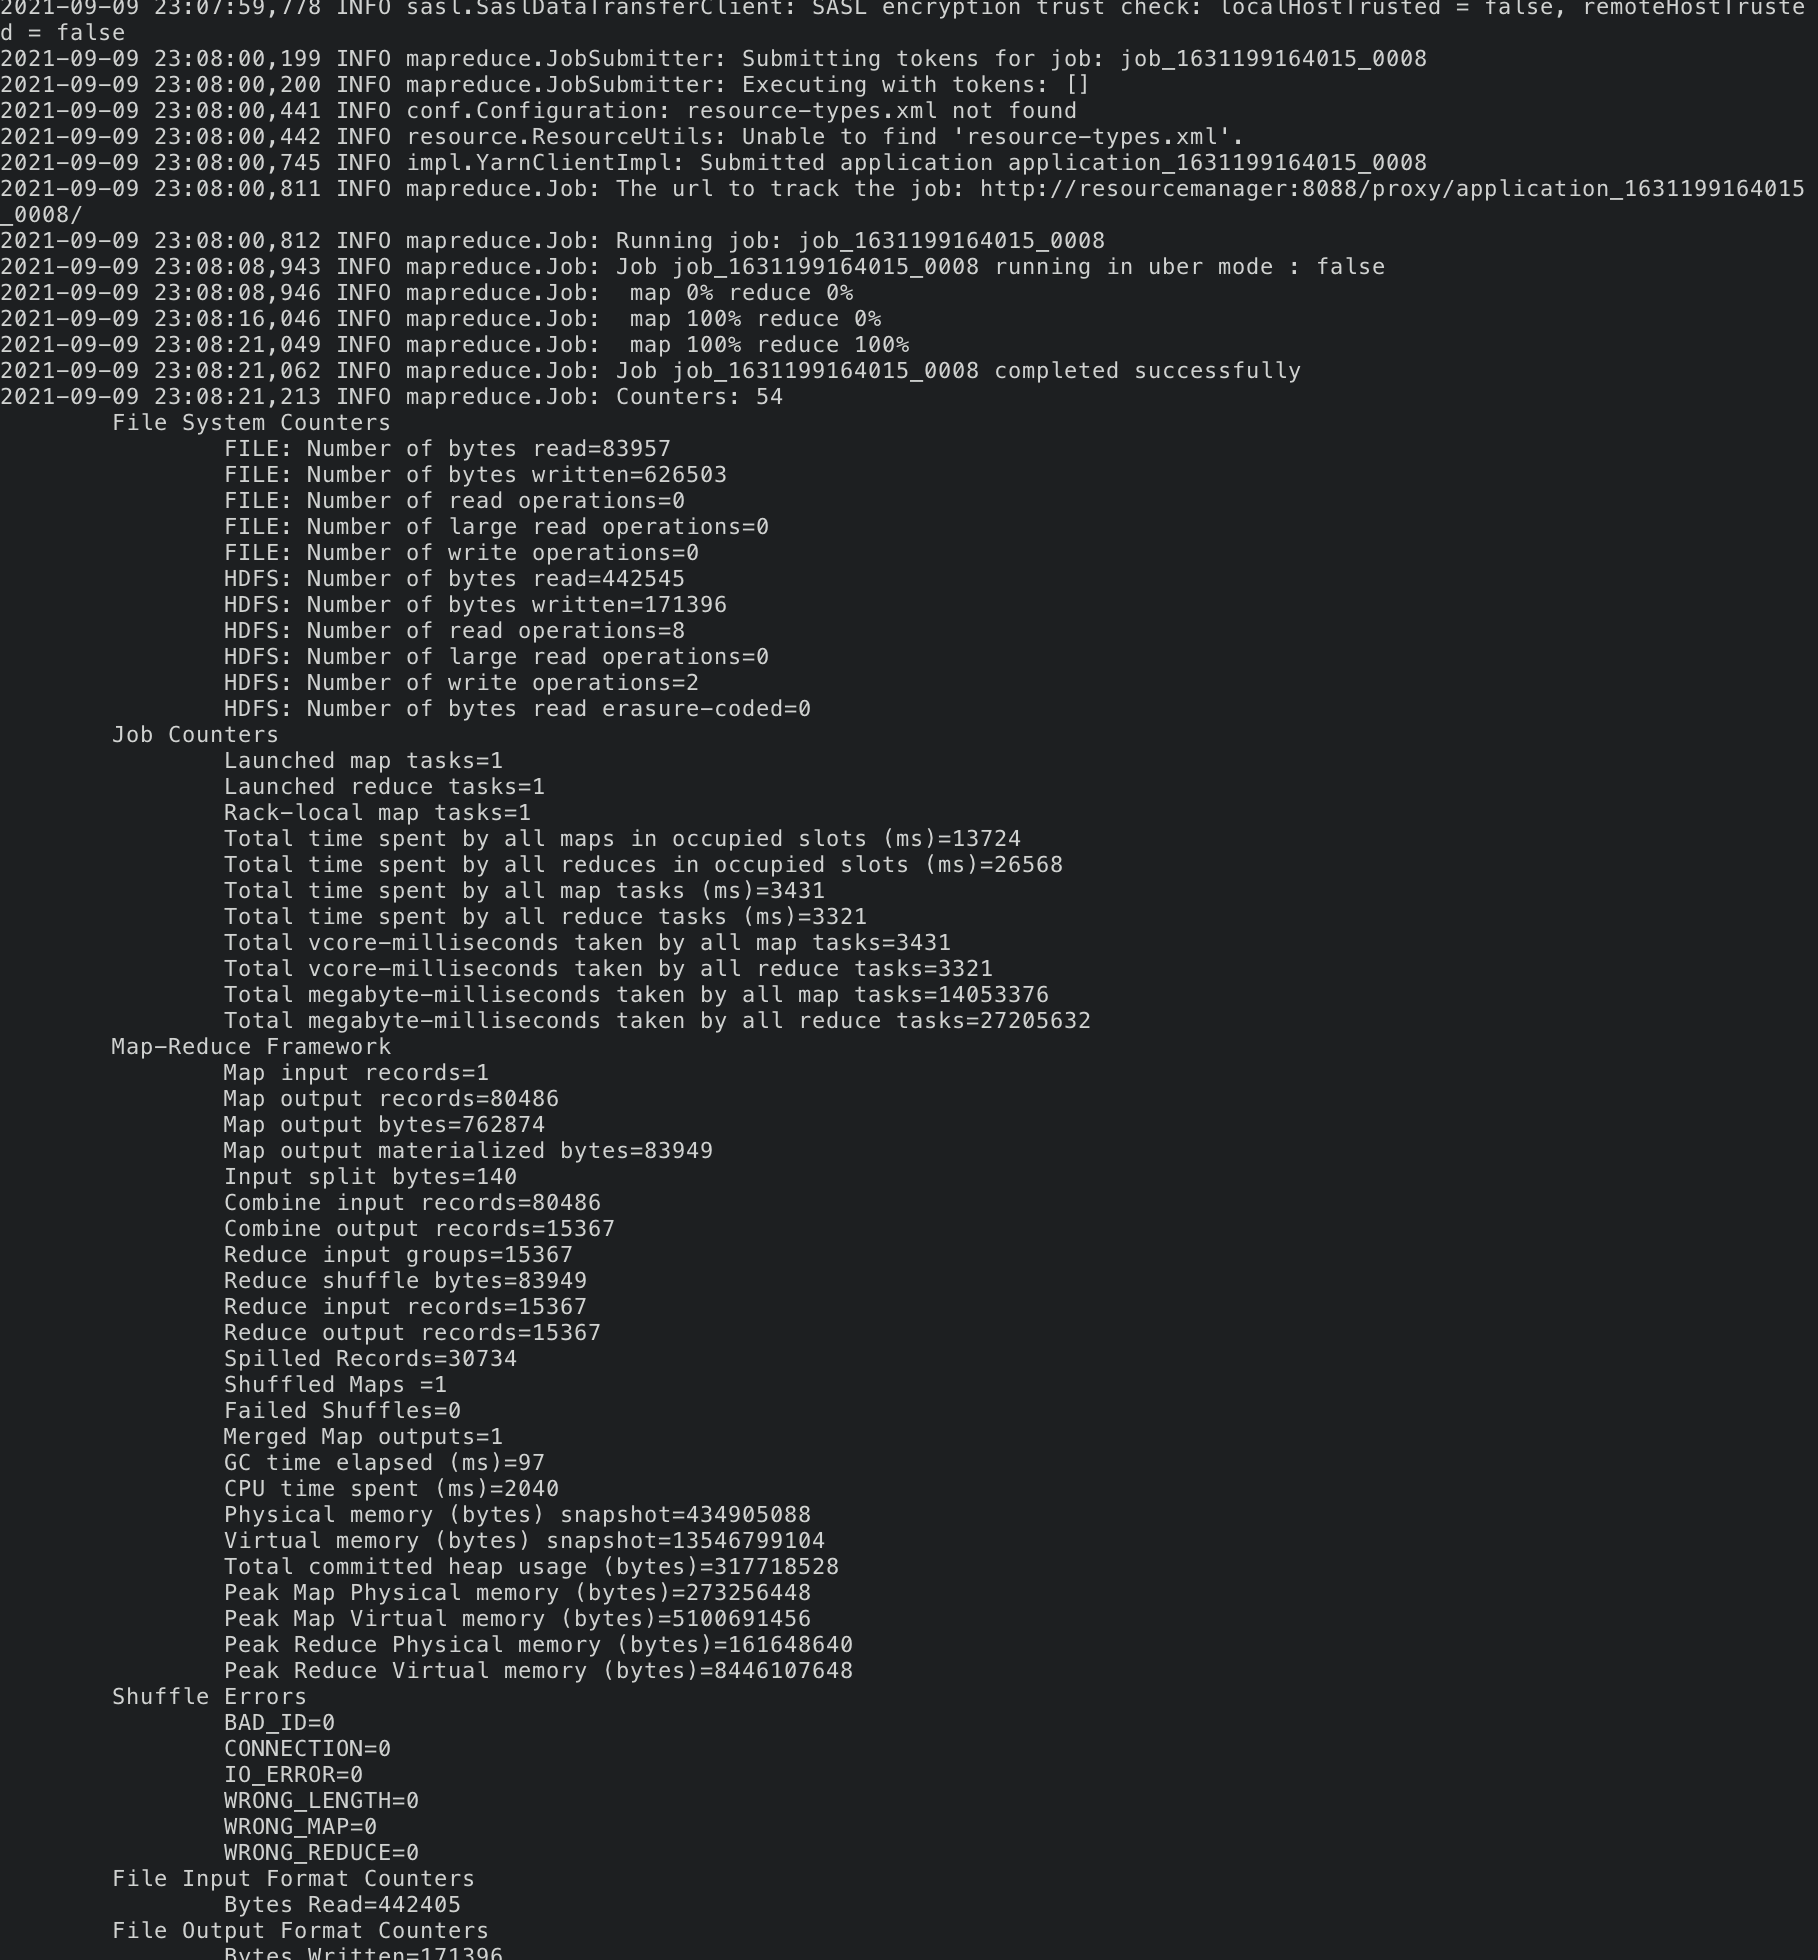 2021-09-09 23:07:59,778 INFO sasl.SaslDataTransferClient: SASL encryption trust check: localHostTrusted = false, remoteHostTruste
d = false
2021-09-09 23:08:00,199 INFO mapreduce.JobSubmitter: Submitting tokens for job: job_1631199164015_0008
2021-09-09 23:08:00,200 INFO mapreduce.JobSubmitter: Executing with tokens: []
2021-09-09 23:08:00,441 INFO conf.Configuration: resource-types.xml not found
2021-09-09 23:08:00,442 INFO resource.ResourceUtils: Unable to find 'resource-types.xml'.
2021-09-09 23:08:00,745 INFO impl.YarnClientImpl: Submitted application application_1631199164015_0008
2021-09-09 23:08:00,811 INFO mapreduce.Job: The url to track the job: http://resourcemanager:8088/proxy/application_1631199164015
_0008/
2021-09-09 23:08:00,812 INFO mapreduce.Job: Running job: job_1631199164015_0008
2021-09-09 23:08:08,943 INFO mapreduce.Job: Job job_1631199164015_0008 running in uber mode : false
2021-09-09 23:08:08,946 INFO mapreduce.Job:  map 0% reduce 0%
2021-09-09 23:08:16,046 INFO mapreduce.Job:  map 100% reduce 0%
2021-09-09 23:08:21,049 INFO mapreduce.Job:  map 100% reduce 100%
2021-09-09 23:08:21,062 INFO mapreduce.Job: Job job_1631199164015_0008 completed successfully
2021-09-09 23:08:21,213 INFO mapreduce.Job: Counters: 54
File System Counters
FILE: Number of bytes read=83957
FILE: Number of bytes written=626503
FILE: Number of read operations=0
FILE: Number of large read operations=0
FILE: Number of write operations=0
HDFS: Number of bytes read=442545
HDFS: Number of bytes written=171396
HDFS: Number of read operations=8
HDFS: Number of large read operations=0
HDFS: Number of write operations=2
HDFS: Number of bytes read erasure-coded=0
Job Counters
Launched map tasks=1
Launched reduce tasks=1
Rack-local map tasks=1
Total time spent by all maps in occupied slots (ms)=13724
Total time spent by all reduces in occupied slots (ms)=26568
Total time spent by all map tasks (ms)=3431
Total time spent by all reduce tasks (ms)=3321
Total vcore-milliseconds taken by all map tasks=3431
Total vcore-milliseconds taken by all reduce tasks=3321
Total megabyte-milliseconds taken by all map tasks=14053376
Total megabyte-milliseconds taken by all reduce tasks=27205632
Map-Reduce Framework
Map input records=1
Map output records=80486
Map output bytes=762874
Map output materialized bytes=83949
Input split bytes=140
Combine input records=80486
Combine output records=15367
Reduce input groups=15367
Reduce shuffle bytes=83949
Reduce input records=15367
Reduce output records=15367
Spilled Records=30734
Shuffled Maps =1
Failed Shuffles=0
Merged Map outputs=1
GC time elapsed (ms)=97
CPU time spent (ms)=2040
Physical memory (bytes) snapshot=434905088
Virtual memory (bytes) snapshot=13546799104
Total committed heap usage (bytes)=317718528
Peak Map Physical memory (bytes)=273256448
Peak Map Virtual memory (bytes)=5100691456
Peak Reduce Physical memory (bytes)=161648640
Peak Reduce Virtual memory (bytes)=8446107648
Shuffle Errors
BAD_ID=0
CONNECTION=0
IO_ERROR=0
WRONG_LENGTH=0
WRONG_MAP=0
WRONG_REDUCE=0
File Input Format Counters
Bytes Read=442405
File Output Format Counters
Bytes Written=171396